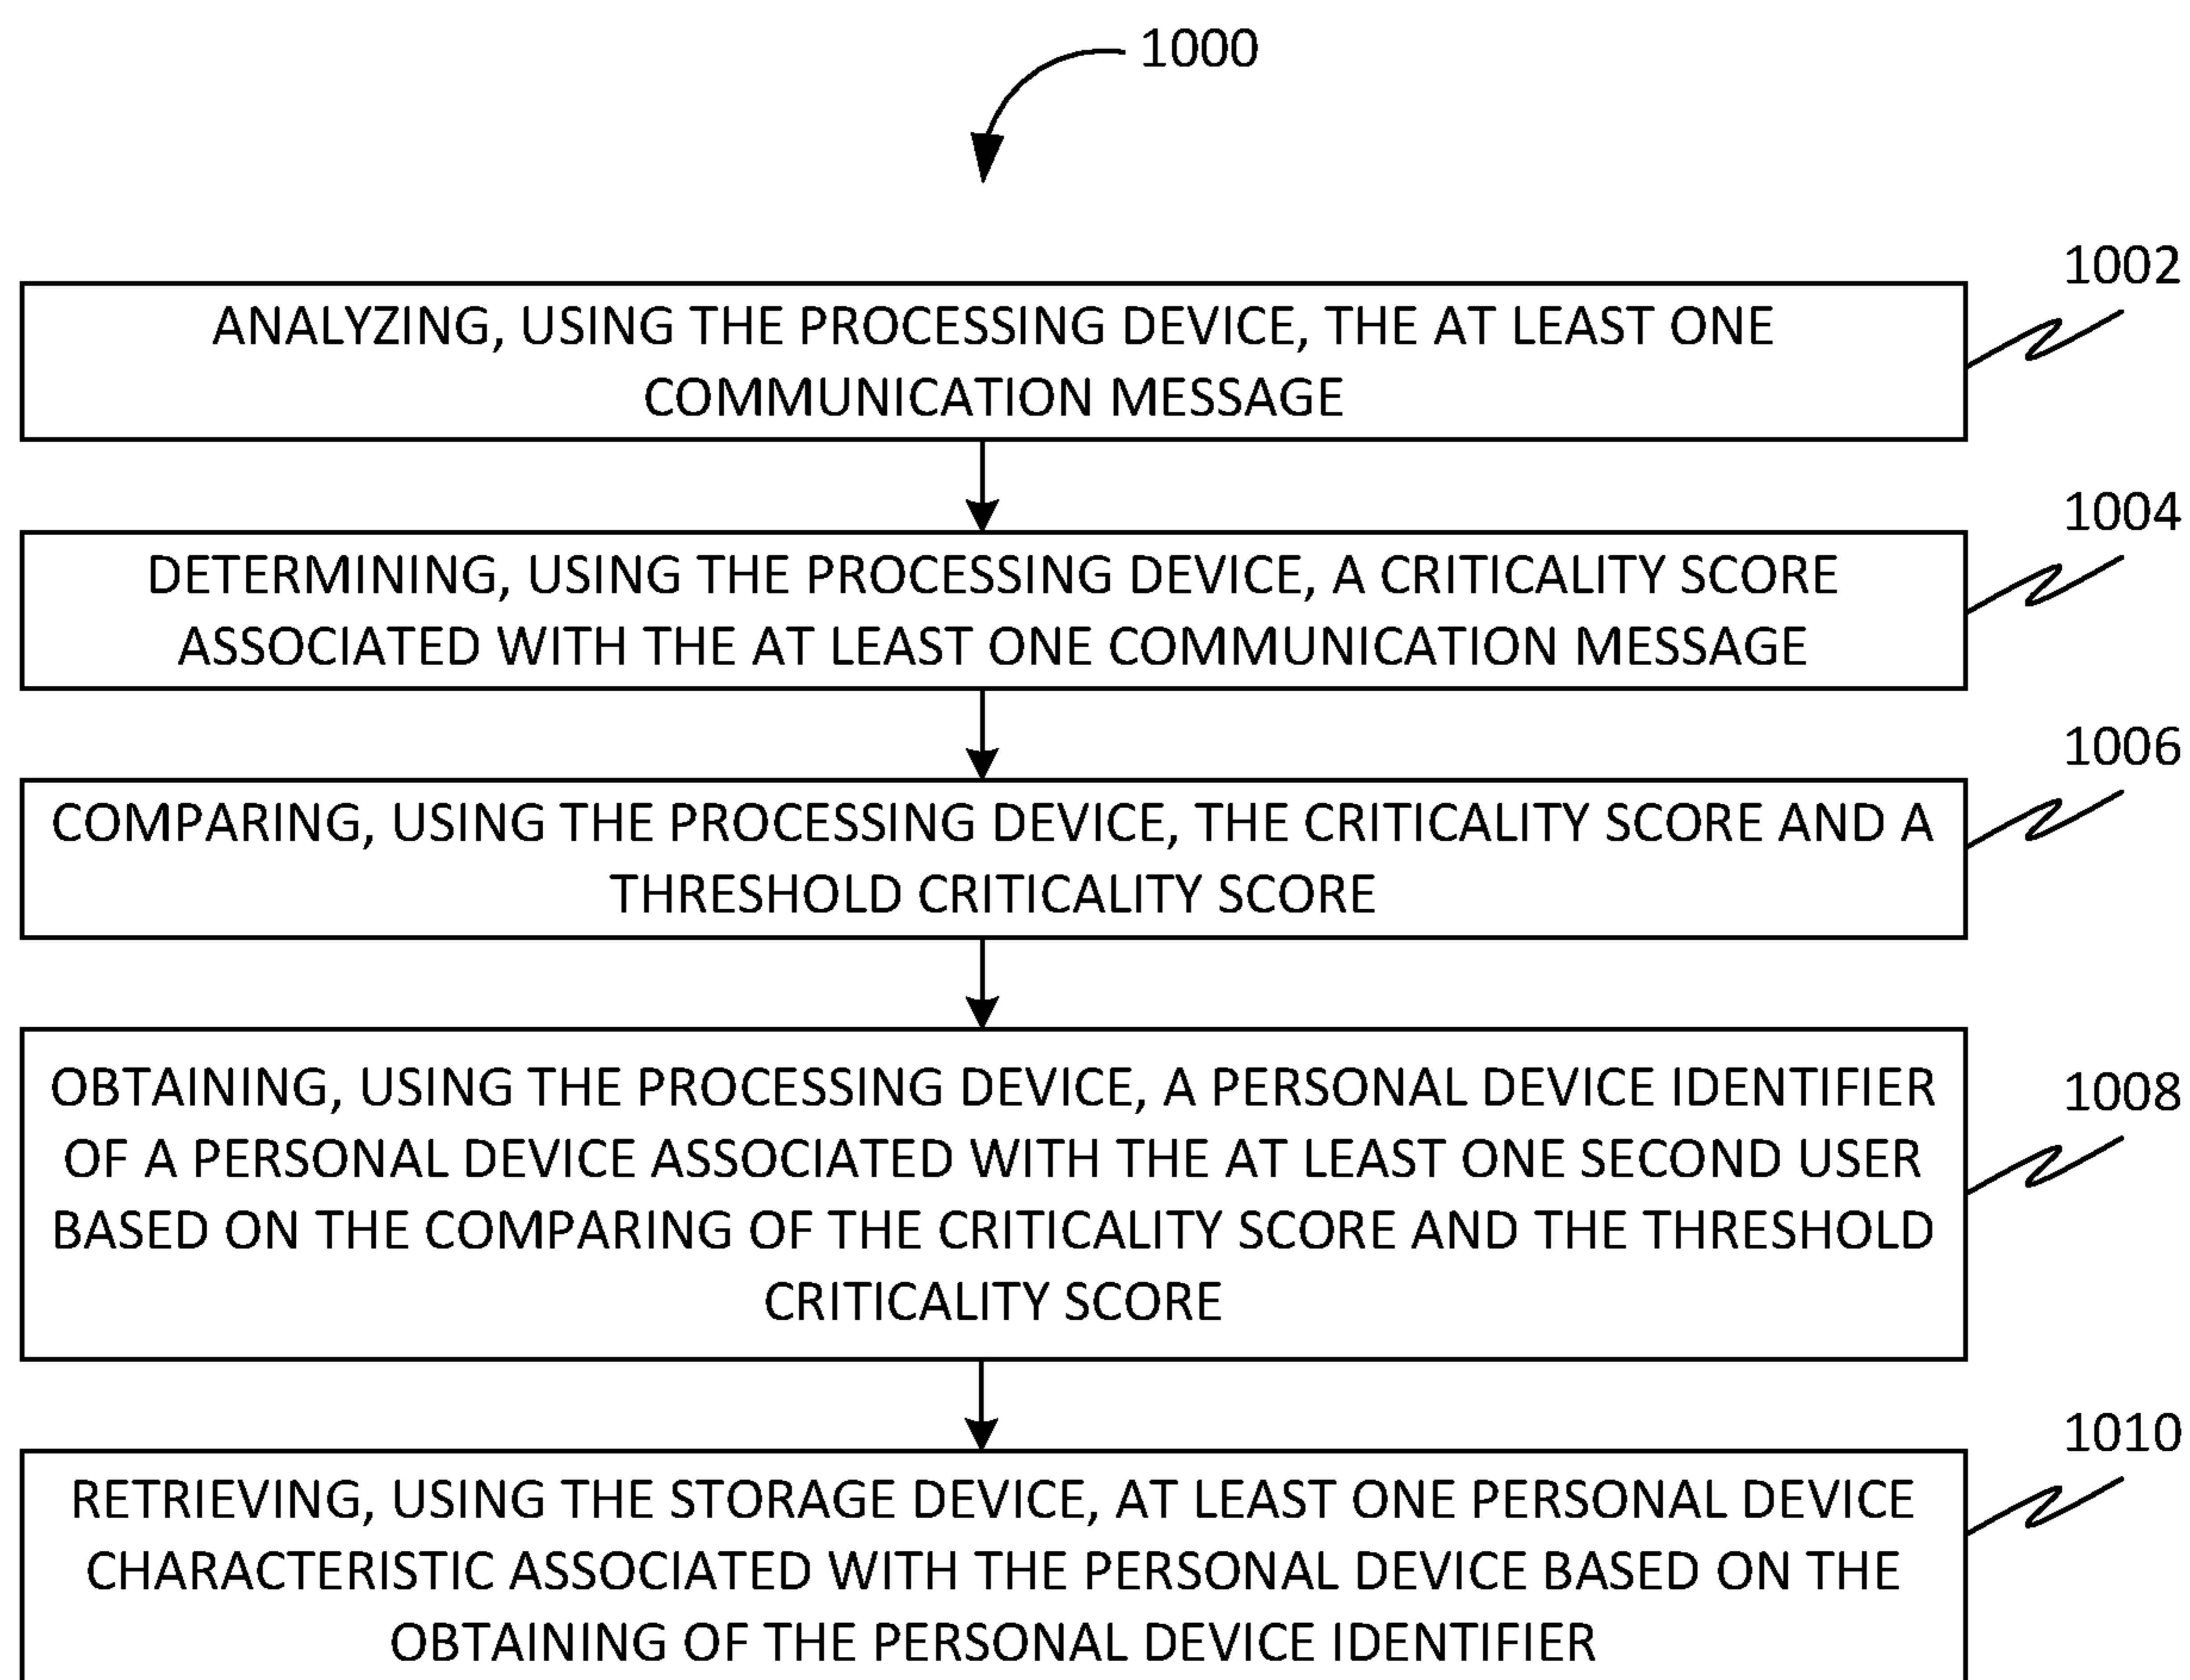 1000
1002
ANALYZING, USING THE PROCESSING DEVICE, THE AT LEAST ONE
COMMUNICATION MESSAGE
1004
DETERMINING, USING THE PROCESSING DEVICE, A CRITICALITY SCORE
ASSOCIATED WITH THE AT LEAST ONE COMMUNICATION MESSAGE
1006
COMPARING, USING THE PROCESSING DEVICE, THE CRITICALITY SCORE AND A
THRESHOLD CRITICALITY SCORE
1008
OBTAINING, USING THE PROCESSING DEVICE, A PERSONAL DEVICE IDENTIFIER
OF A PERSONAL DEVICE ASSOCIATED WITH THE AT LEAST ONE SECOND USER
BASED ON THE COMPARING OF THE CRITICALITY SCORE AND THE THRESHOLD
CRITICALITY SCORE
1010
RETRIEVING, USING THE STORAGE DEVICE, AT LEAST ONE PERSONAL DEVICE
CHARACTERISTIC ASSOCIATED WITH THE PERSONAL DEVICE BASED ON THE
OBTAINING OF THE PERSONAL DEVICE IDENTIFIER